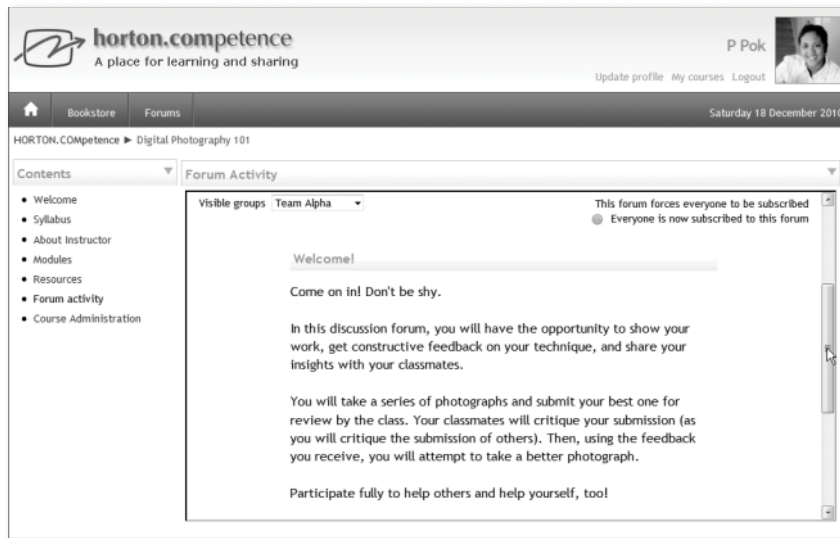 horton.competence
A place for learning and sharing
P Pok
Update profile My courses Logout
Bookstore Forums
Saturday 18 December 2010
HORTON.COMpetence ► Digital Photography 101
Contents
• Welcome
• Syllabus
• About Instructor
• Modules
• Resources
• Forum activity
• Course Administration
Forum Activity
Visible groups Team Alpha
This forum forces everyone to be subscribed
Everyone is now subscribed to this forum
Welcome!
Come on in! Don't be shy.
In this discussion forum, you will have the opportunity to show your
work, get constructive feedback on your technique, and share your
insights with your classmates.
You will take a series of photographs and submit your best one for
review by the class. Your classmates will critique your submission (as
you will critique the submission of others). Then, using the feedback
you receive, you will attempt to take a better photograph.
Participate fully to help others and help yourself, too!